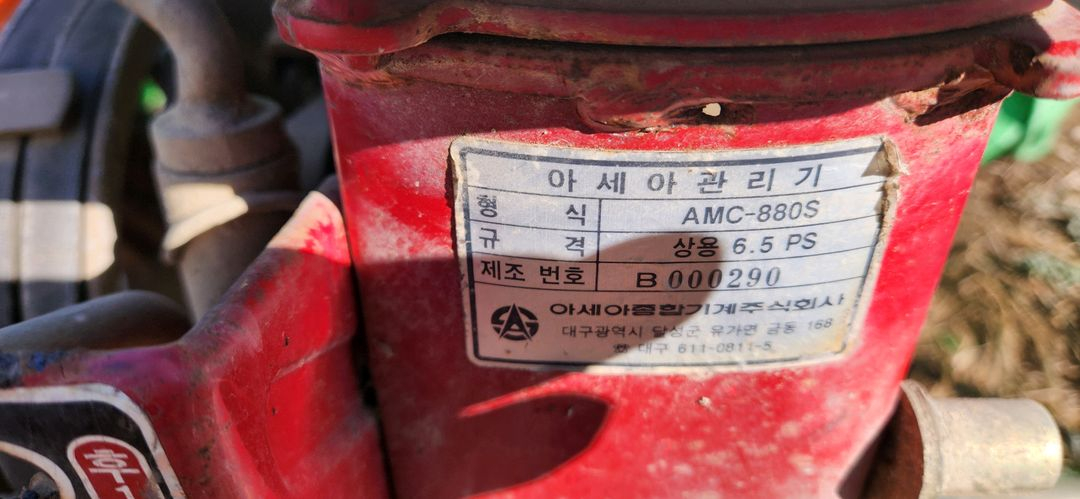 아세아관리기
형 식 AMC-880S
규 격 상용 6.5 PS
제조 번호 B 000290
아세아종합기계주식회사
대구광역시 달성군 유가면 금동 168
☏ 대구 611-0811-5
후